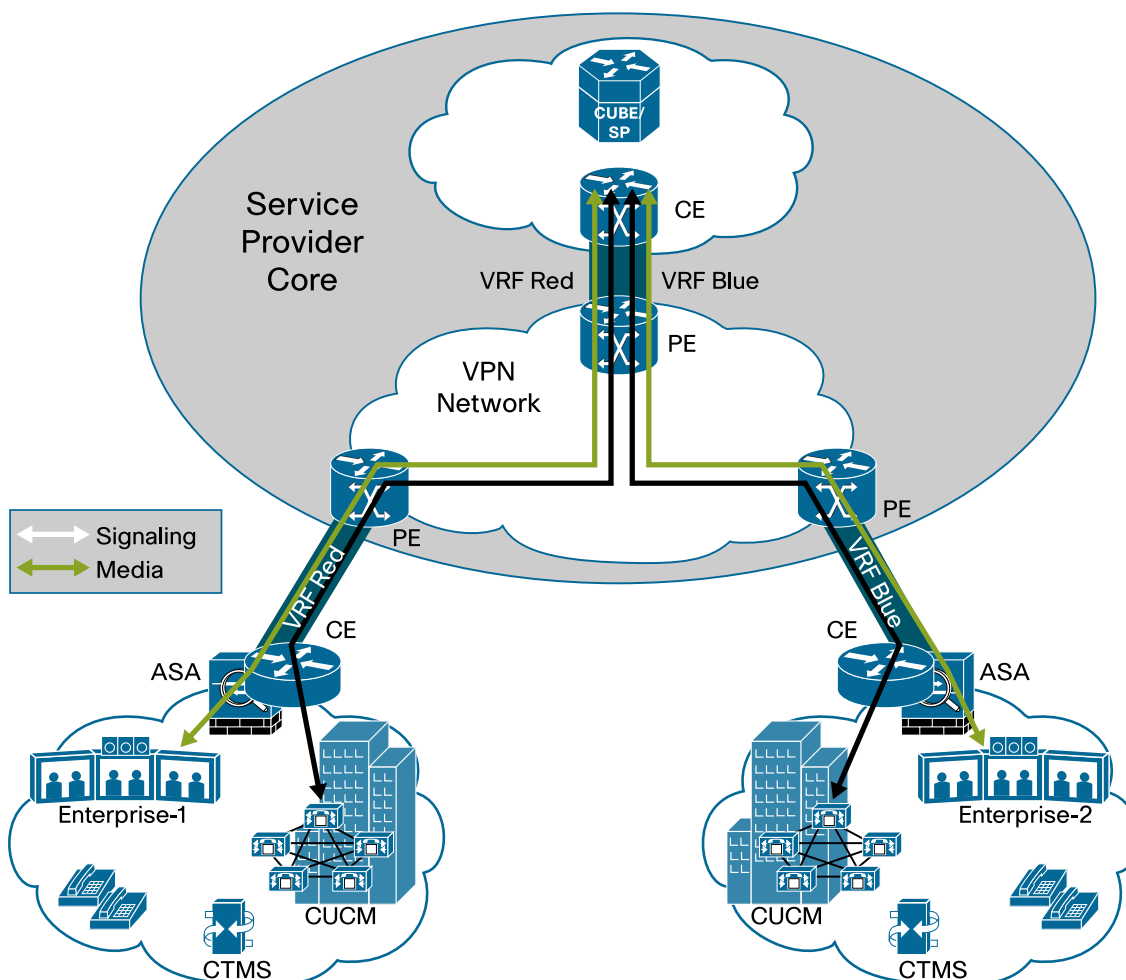 CUBE/
SP
CE
Service
Provider
Core
VRF Red
VRF Blue
PE
VPN
Network
PE
PE
Signaling
Media
VRF Red
VRF Blue
CE
CE
ASA
ASA
Enterprise-1
Enterprise-2
CUCM
CUCM
CTMS
CTMS